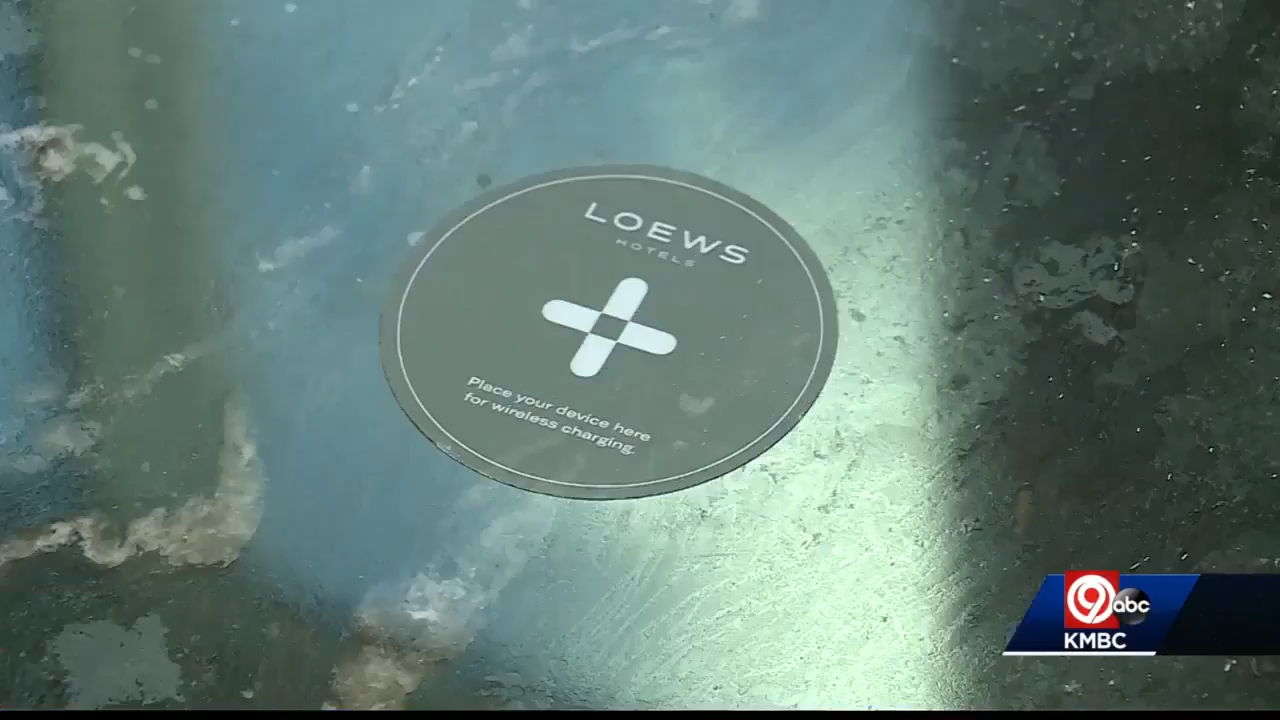 LOEWS
HOTELS
Place your device here
for wireless charging.
9 abc
KMBC